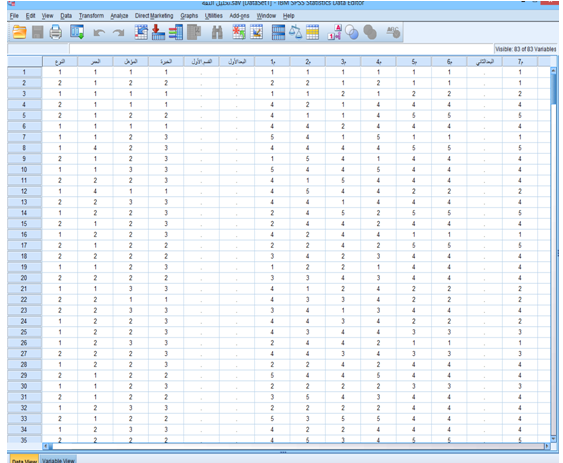 تحليل الثقة.sav [DataSet1] - IBM SPSS Statistics Data Editor
File Edit View Data Transform Analyze Direct Marketing Graphs Utilities Add-ons Window Help
Visible: 83 of 83 Variables
النوع العمر المؤهل الخبرة القسم الأول البعد الأول م1 م2 م3 م4 م5 م6 البعد الثاني م7
1 1 1 1 1 . . 1 1 1 1 1 1 . 1
2 2 1 2 2 . . 2 2 1 2 1 1 . 1
3 1 1 1 1 . . 1 1 2 1 2 2 . 2
4 2 1 1 1 . . 4 2 1 4 4 4 . 4
5 2 1 2 2 . . 4 1 1 4 5 5 . 5
6 1 1 1 1 . . 4 4 2 4 4 4 . 4
7 1 1 2 3 . . 5 4 1 5 1 1 . 1
8 1 4 2 3 . . 4 4 4 4 5 5 . 5
9 2 1 2 3 . . 1 5 4 1 4 4 . 4
10 1 1 3 3 . . 5 4 4 5 4 4 . 4
11 2 2 2 3 . . 4 1 5 4 4 4 . 4
12 1 4 1 1 . . 4 5 4 4 2 2 . 2
13 2 2 3 3 . . 4 4 1 4 4 4 . 4
14 1 2 2 3 . . 2 4 5 2 5 5 . 5
15 2 1 2 3 . . 2 4 4 2 4 4 . 4
16 1 2 2 3 . . 4 2 4 4 1 1 . 1
17 2 1 2 2 . . 2 2 4 2 5 5 . 5
18 2 2 2 2 . . 3 4 2 3 4 4 . 4
19 1 1 2 3 . . 1 2 2 1 4 4 . 4
20 2 2 2 2 . . 3 3 4 3 4 4 . 4
21 1 1 3 3 . . 4 1 2 4 2 2 . 2
22 2 2 1 1 . . 4 3 3 4 2 2 . 2
23 2 2 3 3 . . 3 4 1 3 4 4 . 4
24 1 2 2 3 . . 4 4 3 4 2 2 . 2
25 1 2 2 3 . . 4 3 4 4 3 3 . 3
26 1 2 3 3 . . 2 4 4 2 1 1 . 1
27 2 2 2 3 . . 4 4 3 4 3 3 . 3
28 1 2 2 3 . . 2 2 4 2 4 4 . 4
29 2 1 2 2 . . 5 4 4 5 4 4 . 4
30 1 1 2 3 . . 2 2 2 2 3 3 . 3
31 2 1 2 2 . . 3 5 4 3 4 4 . 4
32 1 2 3 3 . . 2 2 2 2 4 4 . 4
33 2 1 2 2 . . 5 3 5 5 4 4 . 4
34 1 2 3 3 . . 4 2 4 4 4 4 . 4
35 2 2 2 2 . . 4 5 3 4 5 5 . 5
Data View Variable View